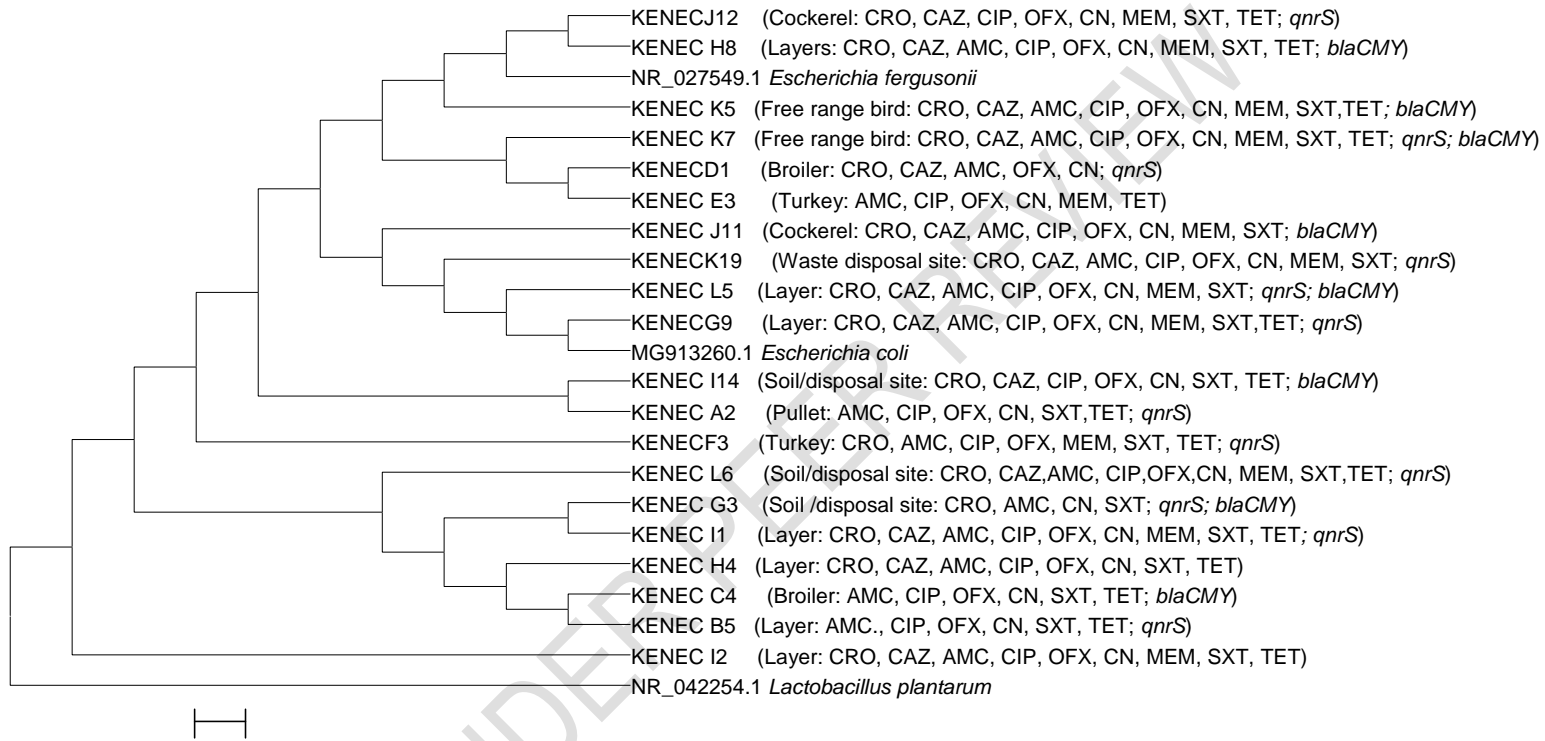 KENECJ12 (Cockerel: CRO, CAZ, CIP, OFX, CN, MEM, SXT, TET; qnrS)
KENEC H8 (Layers: CRO, CAZ, AMC, CIP, OFX, CN, MEM, SXT, TET; blaCMY)
NR_027549.1 Escherichia fergusonii
KENEC K5 (Free range bird: CRO, CAZ, AMC, CIP, OFX, CN, MEM, SXT,TET; blaCMY)
KENEC K7 (Free range bird: CRO, CAZ, AMC, CIP, OFX, CN, MEM, SXT, TET; qnrS; blaCMY)
KENECD1 (Broiler: CRO, CAZ, AMC, OFX, CN; qnrS)
KENEC E3 (Turkey: AMC, CIP, OFX, CN, MEM, TET)
KENEC J11 (Cockerel: CRO, CAZ, AMC, CIP, OFX, CN, MEM, SXT; blaCMY)
KENECK19 (Waste disposal site: CRO, CAZ, AMC, CIP, OFX, CN, MEM, SXT; qnrS)
KENEC L5 (Layer: CRO, CAZ, AMC, CIP, OFX, CN, MEM, SXT; qnrS; blaCMY)
KENECG9 (Layer: CRO, CAZ, AMC, CIP, OFX, CN, MEM, SXT,TET; qnrS)
MG913260.1 Escherichia coli
KENEC I14 (Soil/disposal site: CRO, CAZ, CIP, OFX, CN, SXT, TET; blaCMY)
KENEC A2 (Pullet: AMC, CIP, OFX, CN, SXT,TET; qnrS)
KENECF3 (Turkey: CRO, AMC, CIP, OFX, MEM, SXT, TET; qnrS)
KENEC L6 (Soil/disposal site: CRO, CAZ,AMC, CIP,OFX,CN, MEM, SXT,TET; qnrS)
KENEC G3 (Soil /disposal site: CRO, AMC, CN, SXT; qnrS; blaCMY)
KENEC I1 (Layer: CRO, CAZ, AMC, CIP, OFX, CN, MEM, SXT, TET; qnrS)
KENEC H4 (Layer: CRO, CAZ, AMC, CIP, OFX, CN, SXT, TET)
KENEC C4 (Broiler: AMC, CIP, OFX, CN, SXT, TET; blaCMY)
KENEC B5 (Layer: AMC., CIP, OFX, CN, SXT, TET; qnrS)
KENEC I2 (Layer: CRO, CAZ, AMC, CIP, OFX, CN, MEM, SXT, TET)
NR_042254.1 Lactobacillus plantarum
PEER REVIEW